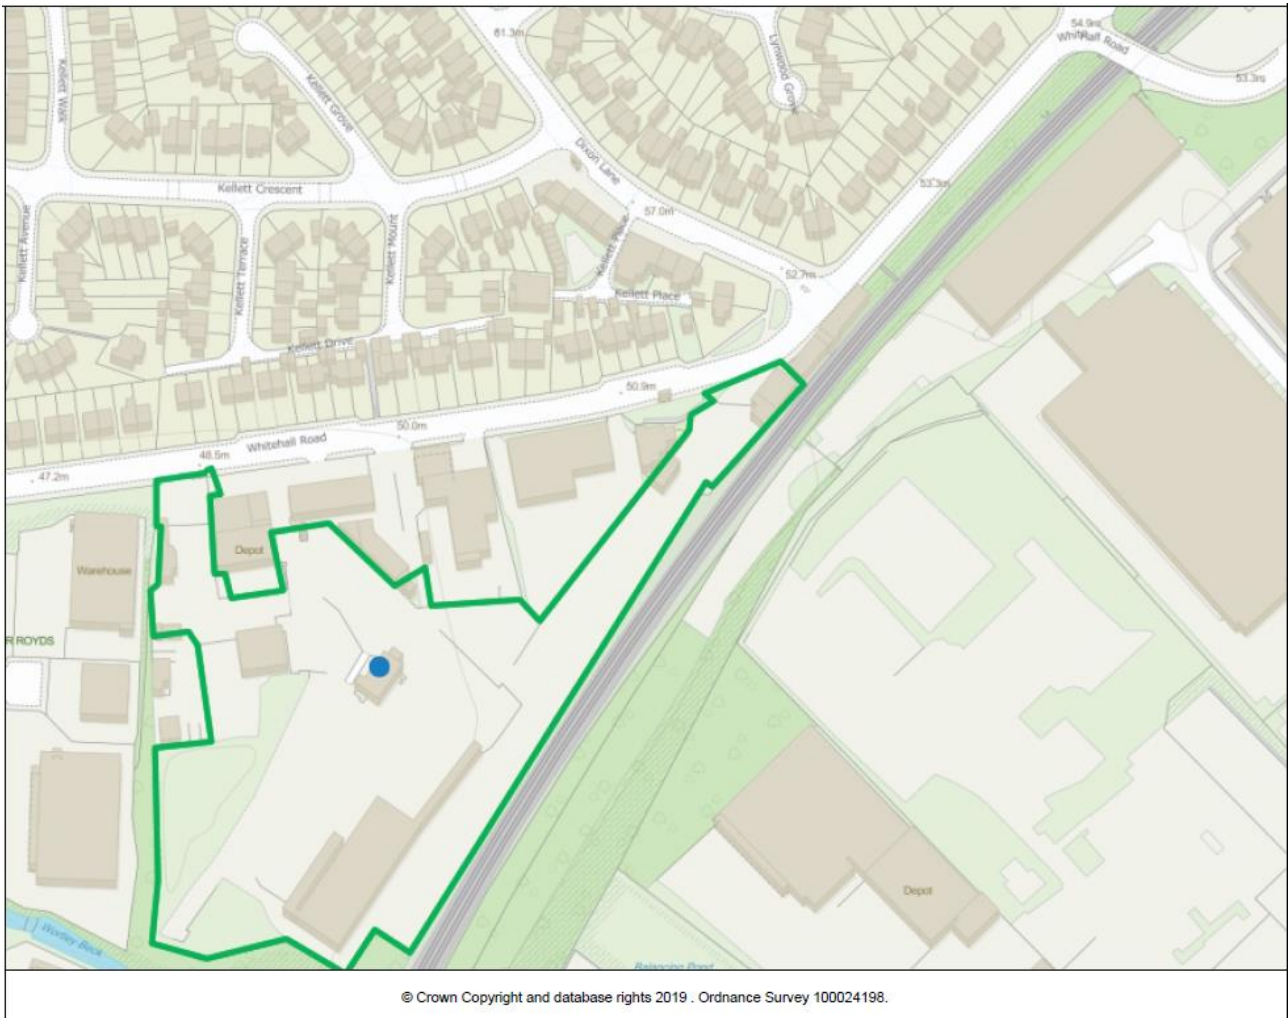 54.9m
Whitehall Road
53.3m
61.3m
Lynwood Grove
Kellett Walk
Kellett Grove
Dixon Lane
Kellett Crescent
53.3m
57.0m
Kellett Avenue
Kellett Terrace
Kellett Mount
Kellett Place
52.7m
Kellett Place
Kellett Drive
50.9m
50.0m
Whitehall Road
48.5m
47.2m
Depot
Warehouse
R ROYDS
Depot
Wortley Beck
Balancing Pond
© Crown Copyright and database rights 2019 . Ordnance Survey 100024198.